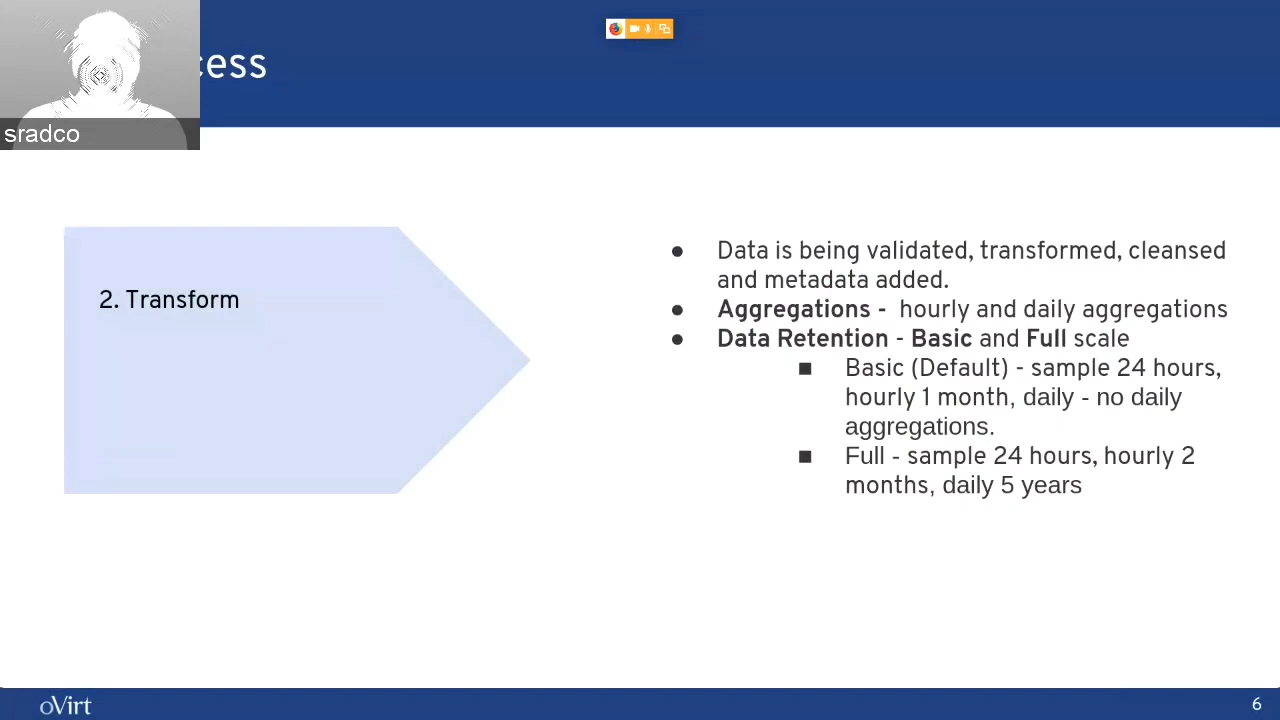 cess
sradco
2. Transform
● Data is being validated, transformed, cleansed
and metadata added.
● Aggregations - hourly and daily aggregations
● Data Retention - Basic and Full scale
■ Basic (Default) - sample 24 hours,
hourly 1 month, daily - no daily
aggregations.
■ Full - sample 24 hours, hourly 2
months, daily 5 years
oVirt
6